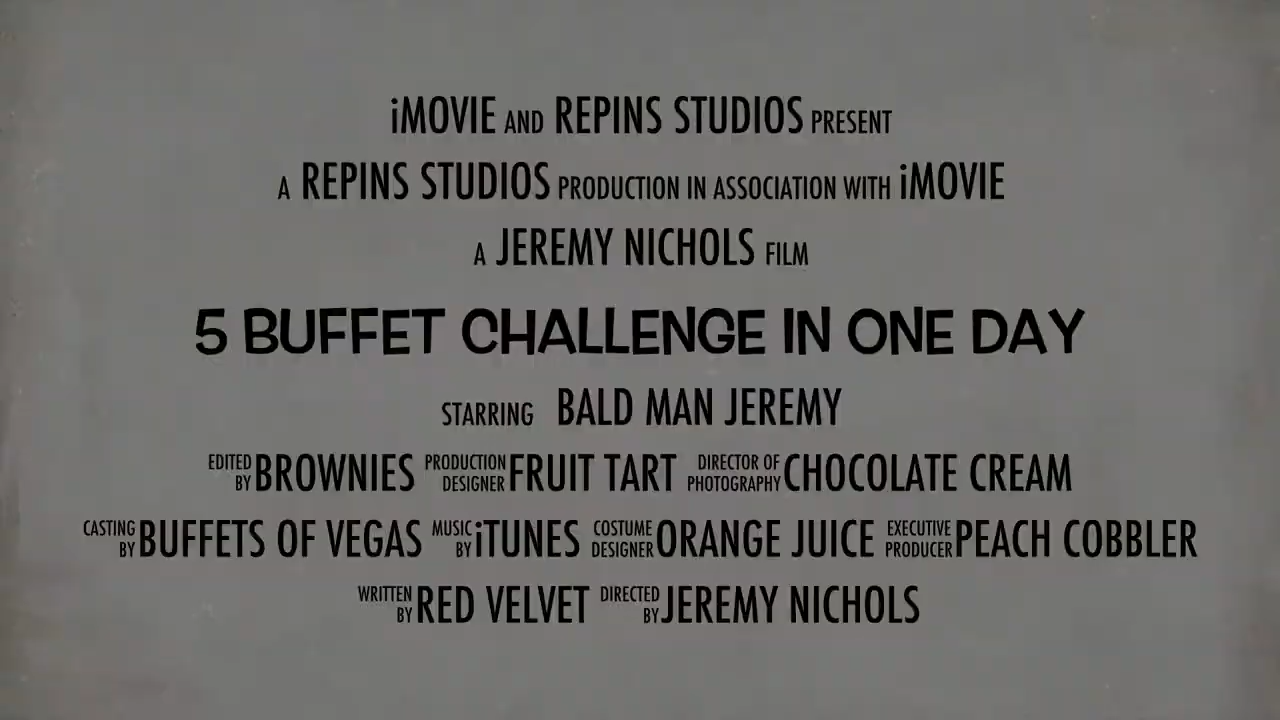 iMOVIE AND REPINS STUDIOS PRESENT
A REPINS STUDIOS PRODUCTION IN ASSOCIATION WITH iMOVIE
A JEREMY NICHOLS FILM
5 BUFFET CHALLENGE IN ONE DAY
STARRING BALD MAN JEREMY
EDITED BY BROWNIES PRODUCTION DESIGNER FRUIT TART DIRECTOR OF PHOTOGRAPHY CHOCOLATE CREAM
CASTING BY BUFFETS OF VEGAS MUSIC BY iTUNES COSTUME DESIGNER ORANGE JUICE EXECUTIVE PRODUCER PEACH COBBLER
WRITTEN BY RED VELVET DIRECTED BY JEREMY NICHOLS